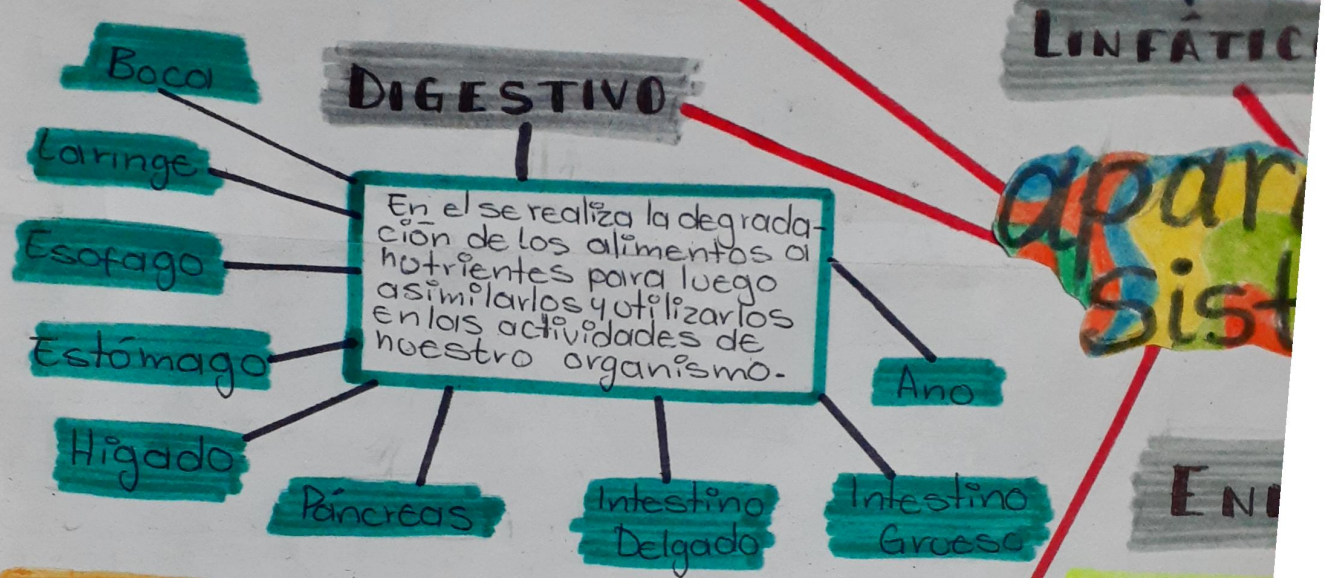 Boca
DIGESTIVO
LINFÁTIC
Laringe
Esofago
Estómago
Hígado
Páncreas
Intestino
Delgado
Intestino
Grueso
Ano
En el se realiza la degrada-
ción de los alimentos a
nutrientes para luego
asimilarlos y utilizarlos
en las actividades de
nuestro organismo.
apar
sist
EN